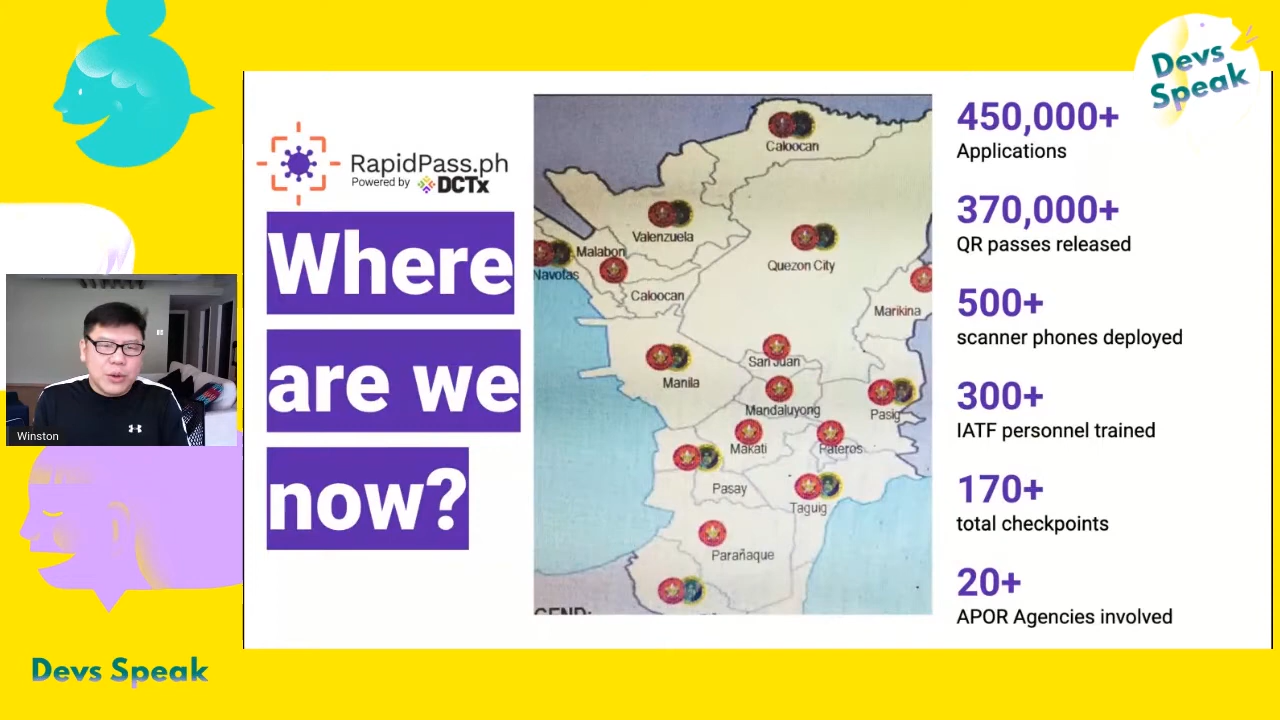 Devs
Speak
RapidPass.ph
Powered by DCTx
Where
are we
now?
Caloocan
Valenzuela
Malabon
Navotas
Quezon City
Caloocan
Marikina
San Juan
Manila
Mandaluyong
Pasig
Makati
Pateros
Pasay
Taguig
Parañaque
450,000+
Applications
370,000+
QR passes released
500+
scanner phones deployed
300+
IATF personnel trained
170+
total checkpoints
20+
APOR Agencies involved
Winston
Devs Speak